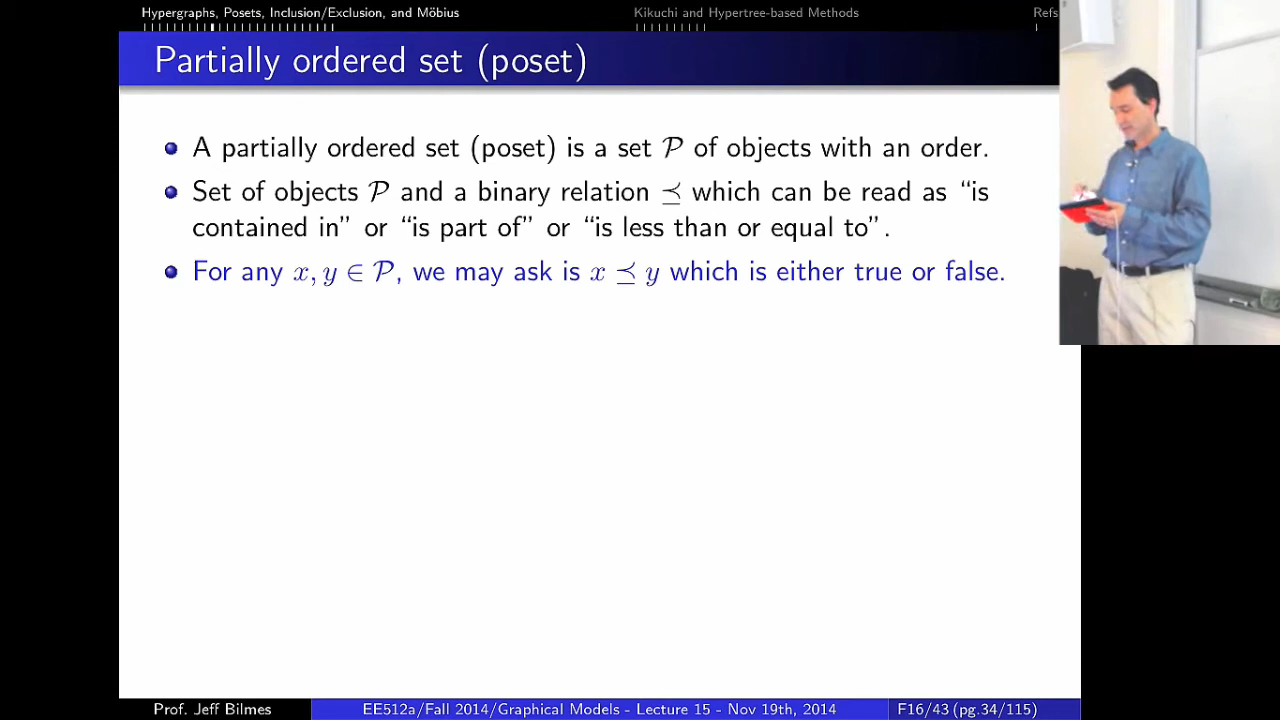 Hypergraphs, Posets, Inclusion/Exclusion, and Möbius Kikuchi and Hypertree-based Methods Refs
Partially ordered set (poset)
A partially ordered set (poset) is a set 𝒫 of objects with an order.
Set of objects 𝒫 and a binary relation ⪯ which can be read as “is
contained in” or “is part of” or “is less than or equal to”.
For any x, y ∈ 𝒫, we may ask is x ⪯ y which is either true or false.
Prof. Jeff Bilmes EE512a/Fall 2014/Graphical Models - Lecture 15 - Nov 19th, 2014 F16/43 (pg.34/115)